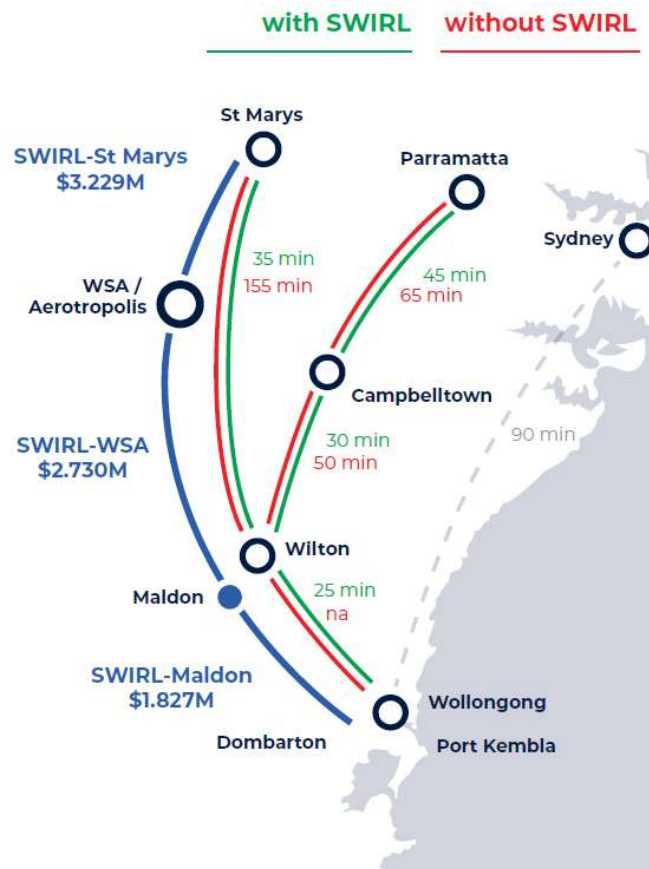 with SWIRL
without SWIRL
St Marys
SWIRL-St Marys
$3.229M
Parramatta
Sydney
35 min
155 min
WSA /
Aerotropolis
45 min
65 min
Campbelltown
SWIRL-WSA
$2.730M
30 min
50 min
90 min
Wilton
Maldon
25 min
na
SWIRL-Maldon
$1.827M
Wollongong
Dombarton
Port Kembla